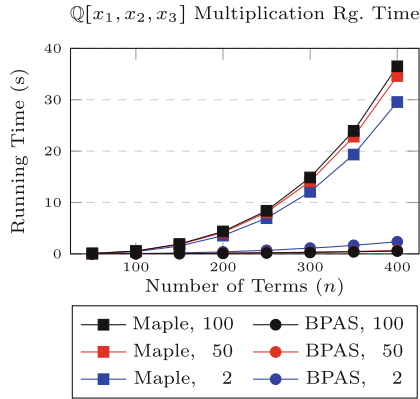 ℚ[x₁, x₂, x₃] Multiplication Rg. Time
40
30
20
10
0
Running Time (s)
100 200 300 400
Number of Terms (n)
Maple, 100 BPAS, 100
Maple, 50 BPAS, 50
Maple, 2 BPAS, 2